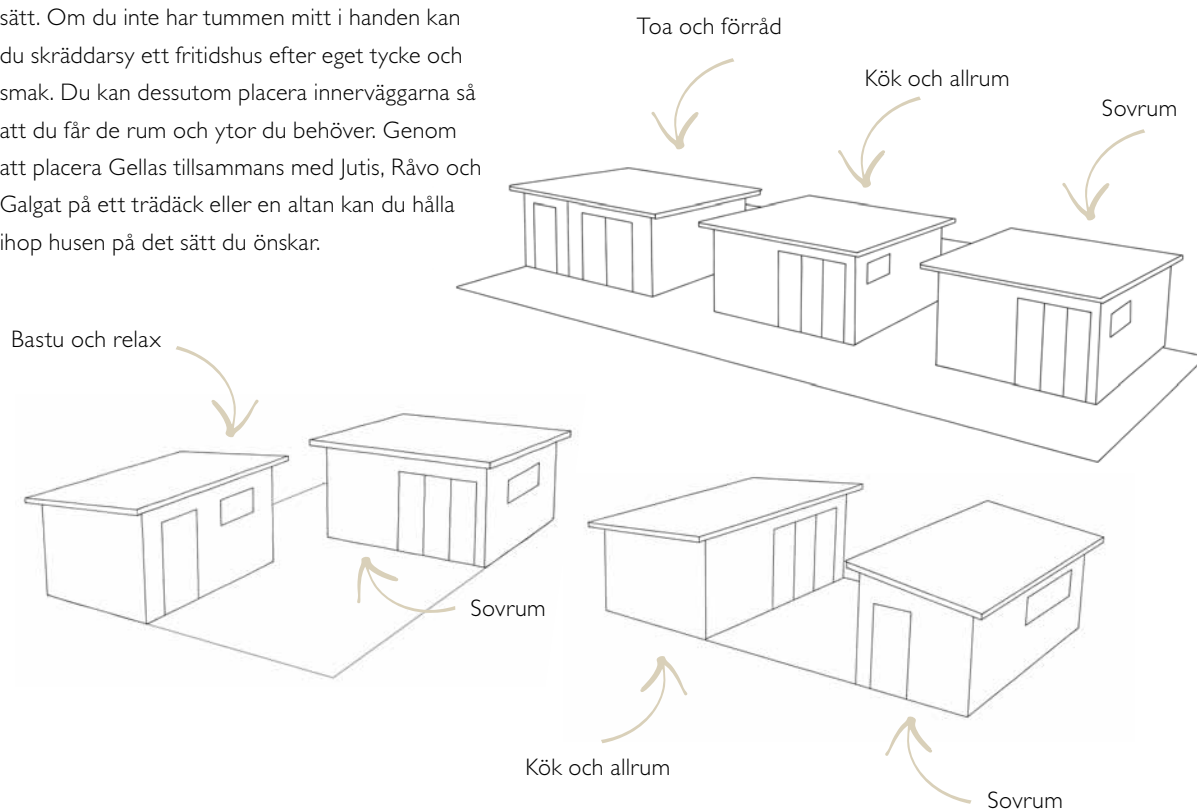 sätt. Om du inte har tummen mitt i handen kan
du skräddarsy ett fritidshus efter eget tycke och
smak. Du kan dessutom placera innerväggarna så
att du får de rum och ytor du behöver. Genom
att placera Gellas tillsammans med Jutis, Råvo och
Galgat på ett trädäck eller en altan kan du hålla
ihop husen på det sätt du önskar.
Toa och förråd
Kök och allrum
Sovrum
Bastu och relax
Sovrum
Kök och allrum
Sovrum